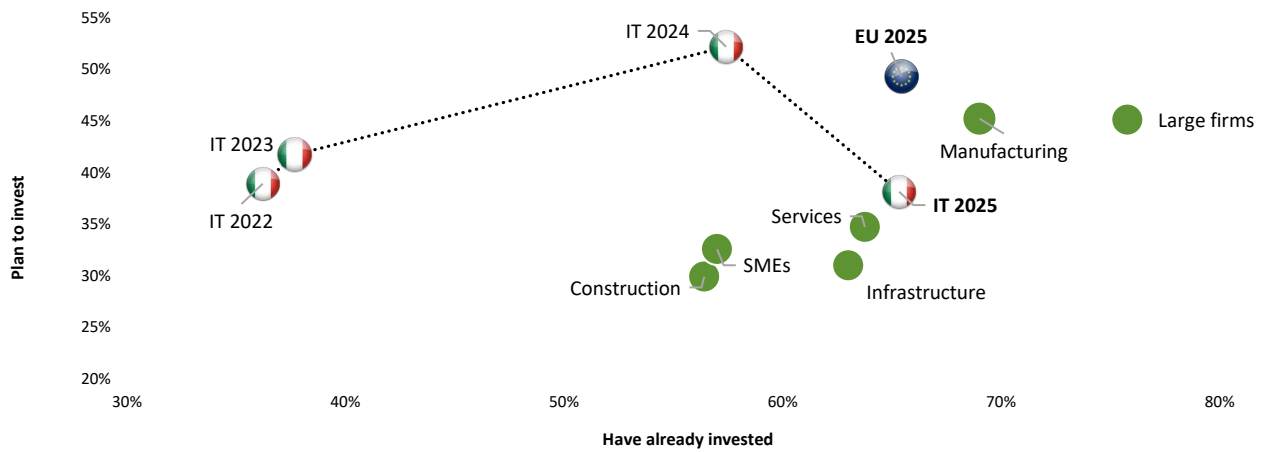 55%
IT 2024
EU 2025
50%
45%
Large firms
Manufacturing
IT 2023
40%
IT 2022
IT 2025
Services
35%
SMEs
Construction
Infrastructure
30%
25%
20%
Plan to invest
30%
40%
50%
60%
70%
80%
Have already invested